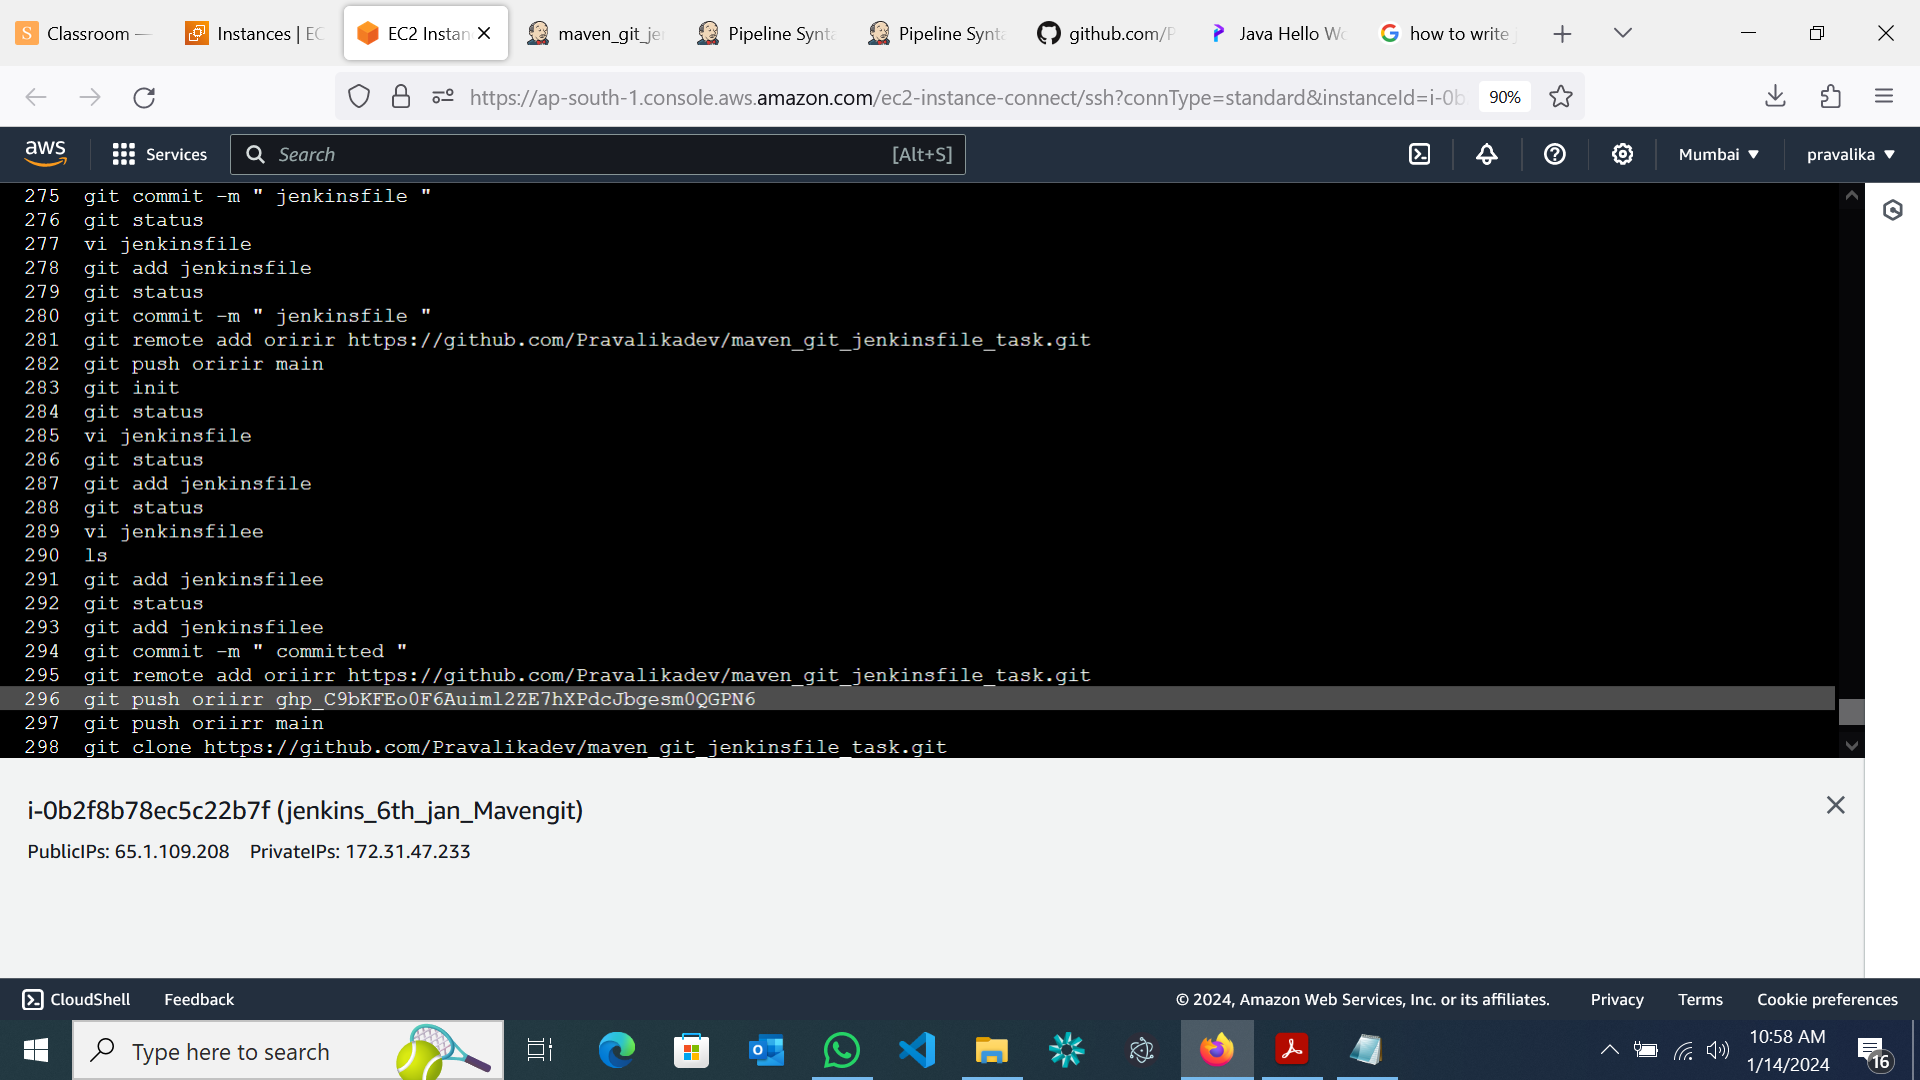 Classroom —
Instances | EC
EC2 Instan
maven_git_je
Pipeline Synta
Pipeline Synta
github.com/P
Java Hello Wo
how to write j
https://ap-south-1.console.aws.amazon.com/ec2-instance-connect/ssh?connType=standard&instanceId=i-0b
90%
aws
Services
Search
[Alt+S]
Mumbai
pravalika
275 git commit -m " jenkinsfile "
276 git status
277 vi jenkinsfile
278 git add jenkinsfile
279 git status
280 git commit -m " jenkinsfile "
281 git remote add oririr https://github.com/Pravalikadev/maven_git_jenkinsfile_task.git
282 git push oririr main
283 git init
284 git status
285 vi jenkinsfile
286 git status
287 git add jenkinsfile
288 git status
289 vi jenkinsfilee
290 ls
291 git add jenkinsfilee
292 git status
293 git add jenkinsfilee
294 git commit -m " committed "
295 git remote add oriirr https://github.com/Pravalikadev/maven_git_jenkinsfile_task.git
296 git push oriirr 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
297 git push oriirr main
298 git clone https://github.com/Pravalikadev/maven_git_jenkinsfile_task.git
i-0b2f8b78ec5c22b7f (jenkins_6th_jan_Mavengit)
PublicIPs: 65.1.109.208 PrivateIPs: 172.31.47.233
CloudShell
Feedback
© 2024, Amazon Web Services, Inc. or its affiliates.
Privacy
Terms
Cookie preferences
Type here to search
10:58 AM
1/14/2024
16